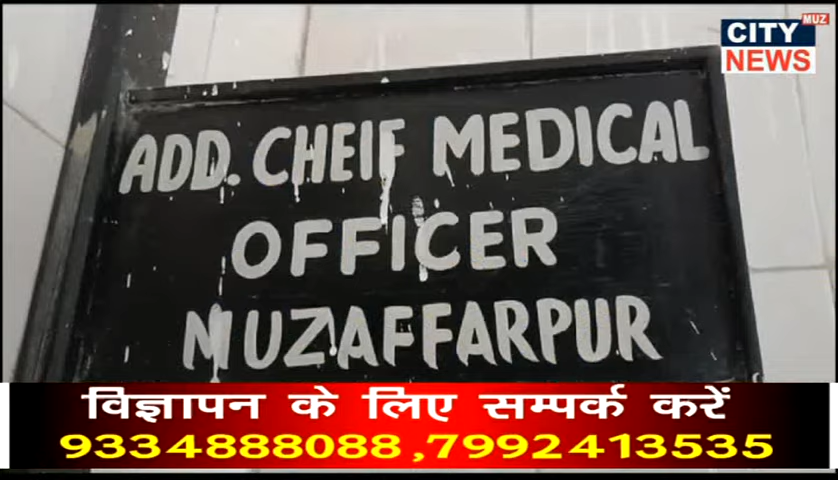 MUZ
CITY
NEWS
ADD. CHEIF MEDICAL
OFFICER
MUZAFFARPUR
विज्ञापन के लिए सम्पर्क करें
9334888088,7992413535